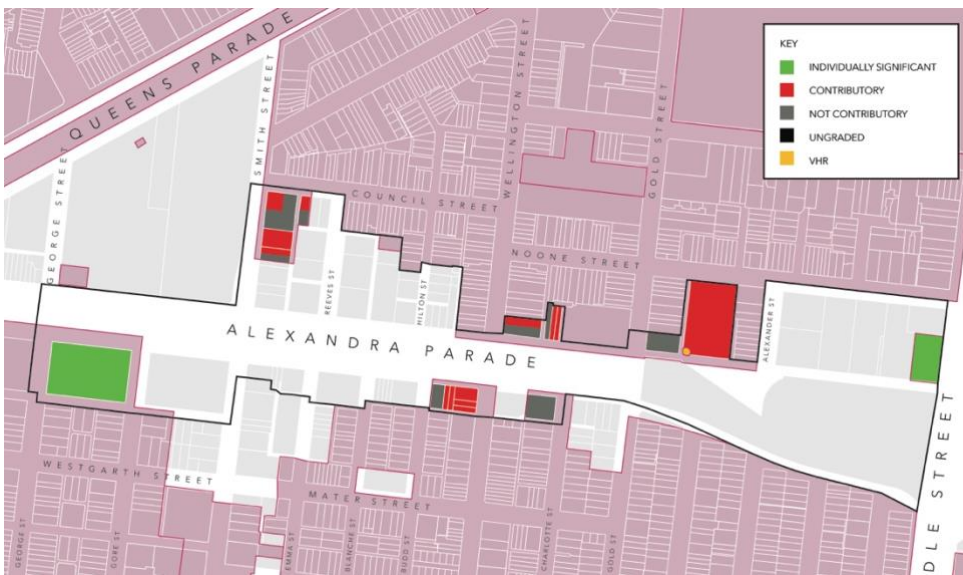 QUEENS PARADE
SMITH STREET
GEORGE STREET
WELLINGTON STREET
GOLD STREET
KEY
INDIVIDUALLY SIGNIFICANT
CONTRIBUTORY
NOT CONTRIBUTORY
UNGRADED
VHR
COUNCIL STREET
NOONE STREET
REEVES ST
HILTON ST
ALEXANDER ST
ALEXANDRA PARADE
WESTGARTH STREET
MATER STREET
DLE STREET
GEORGE ST
GORE ST
EMMA ST
BLANCHE ST
BUDD ST
CHARLOTTE ST
GOLD ST